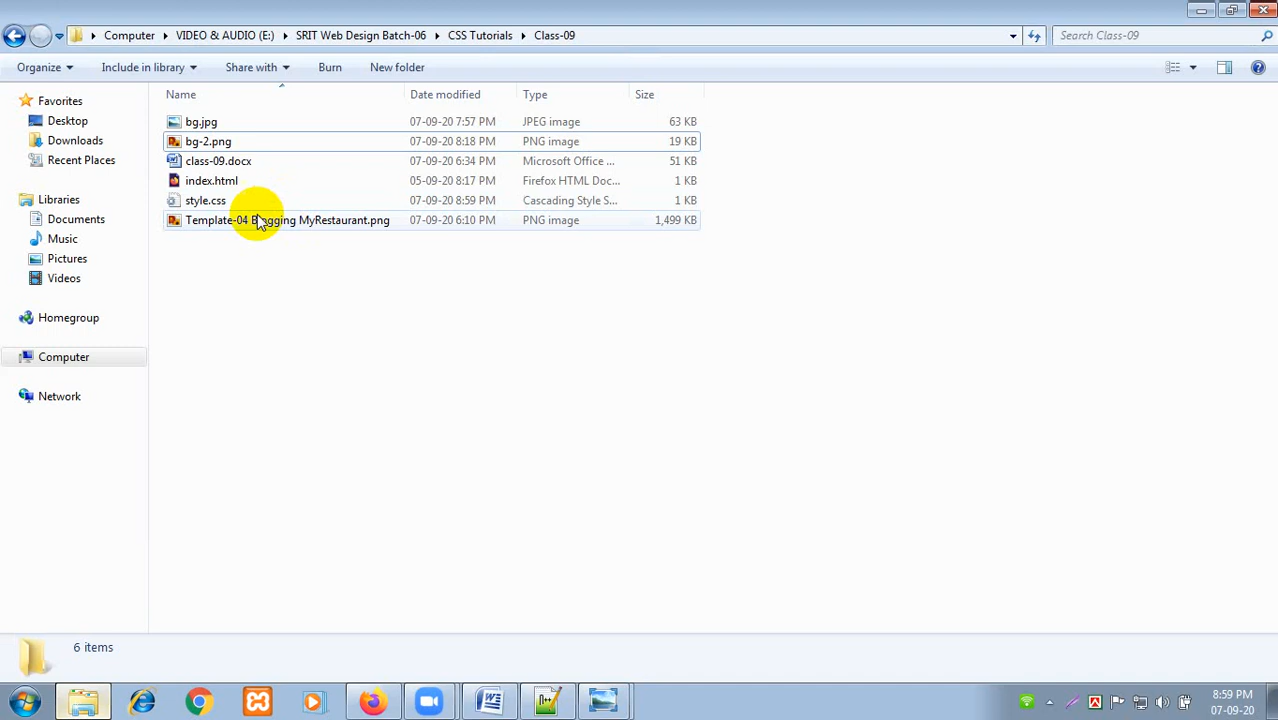 Computer VIDEO & AUDIO (E:) SRIT Web Design Batch-06 CSS Tutorials Class-09 Search Class-09
Organize Include in library Share with Burn New folder
Name Date modified Type Size
Favorites
Desktop
Downloads
Recent Places
Libraries
Documents
Music
Pictures
Videos
Homegroup
Computer
Network
bg.jpg 07-09-20 7:57 PM JPEG image 63 KB
bg-2.png 07-09-20 8:18 PM PNG image 19 KB
class-09.docx 07-09-20 6:34 PM Microsoft Office ... 51 KB
index.html 05-09-20 8:17 PM Firefox HTML Doc... 1 KB
style.css 07-09-20 8:59 PM Cascading Style S... 1 KB
Template-04 Blogging MyRestaurant.png 07-09-20 6:10 PM PNG image 1,499 KB
6 items
8:59 PM
07-09-20